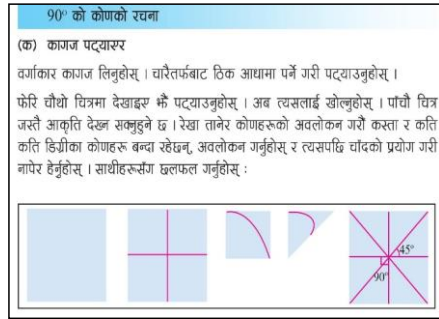 90° को कोणको रचना
(क) कागज पट्याएर
वर्गाकार कागज लिनुहोस् । चारैतर्फबाट ठिक आधामा पर्ने गरी पट्याउनुहोस् ।
फेरि चौथो चित्रमा देखाइए झैँ पट्याउनुहोस् । अब त्यसलाई खोल्नुहोस् । पाँचौ चित्र
जस्तै आकृति देख्न सक्नुहुने छ । रेखा तानेर कोणहरूको अवलोकन गरौं कस्ता र कति
कति डिग्रीका कोणहरू बन्दा रहेछन्, अवलोकन गर्नुहोस् र त्यसपछि चाँदको प्रयोग गरी
नापेर हेर्नुहोस् । साथीहरूसँग छलफल गर्नुहोस् :
45°
90°